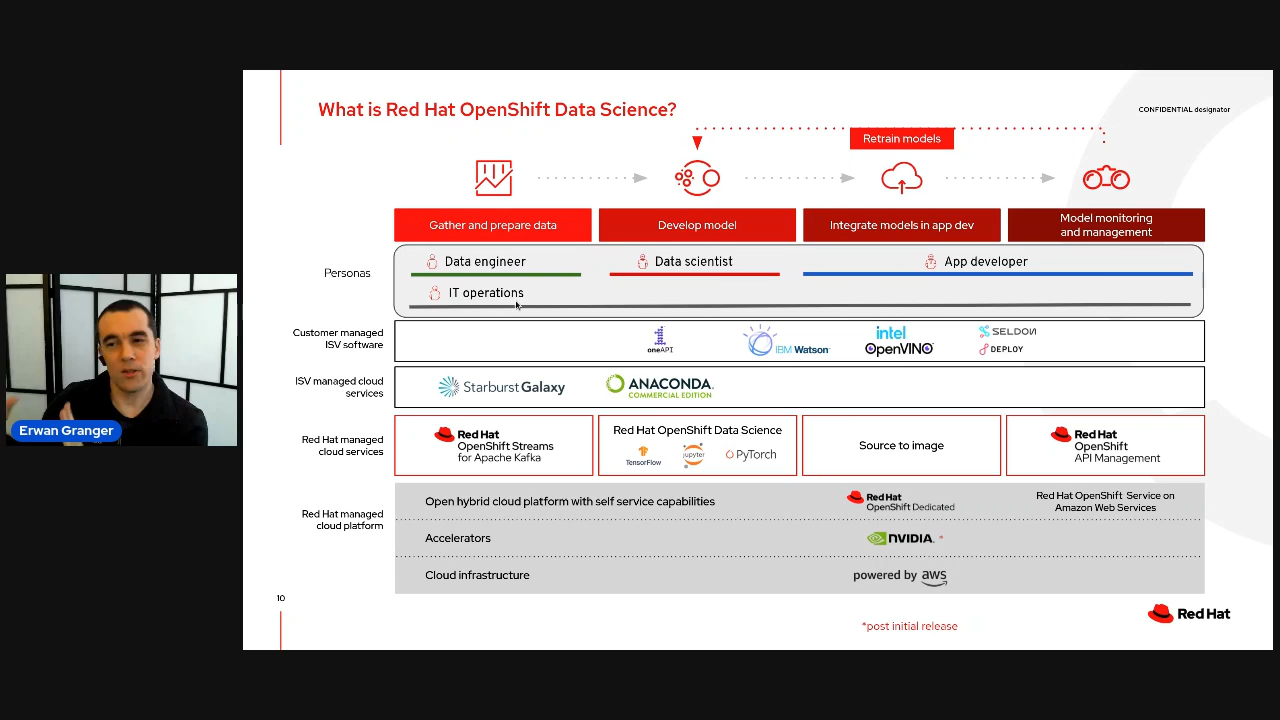 What is Red Hat OpenShift Data Science?
CONFIDENTIAL designator
Retrain models
Gather and prepare data
Develop model
Integrate models in app dev
Model monitoring
and management
Personas
Data engineer
Data scientist
App developer
IT operations
Customer managed
ISV software
oneAPI
IBM Watson
intel
OpenVINO
SELDON
DEPLOY
ISV managed cloud
services
Starburst Galaxy
ANACONDA.
COMMERCIAL EDITION
Red Hat managed
cloud services
Red Hat
OpenShift Streams
for Apache Kafka
Red Hat OpenShift Data Science
TensorFlow
jupyter
PyTorch
Source to image
Red Hat
OpenShift
API Management
Red Hat managed
cloud platform
Open hybrid cloud platform with self service capabilities
Red Hat
OpenShift Dedicated
Red Hat OpenShift Service on
Amazon Web Services
Accelerators
NVIDIA. *
Cloud infrastructure
powered by aws
10
*post initial release
Red Hat
Erwan Granger